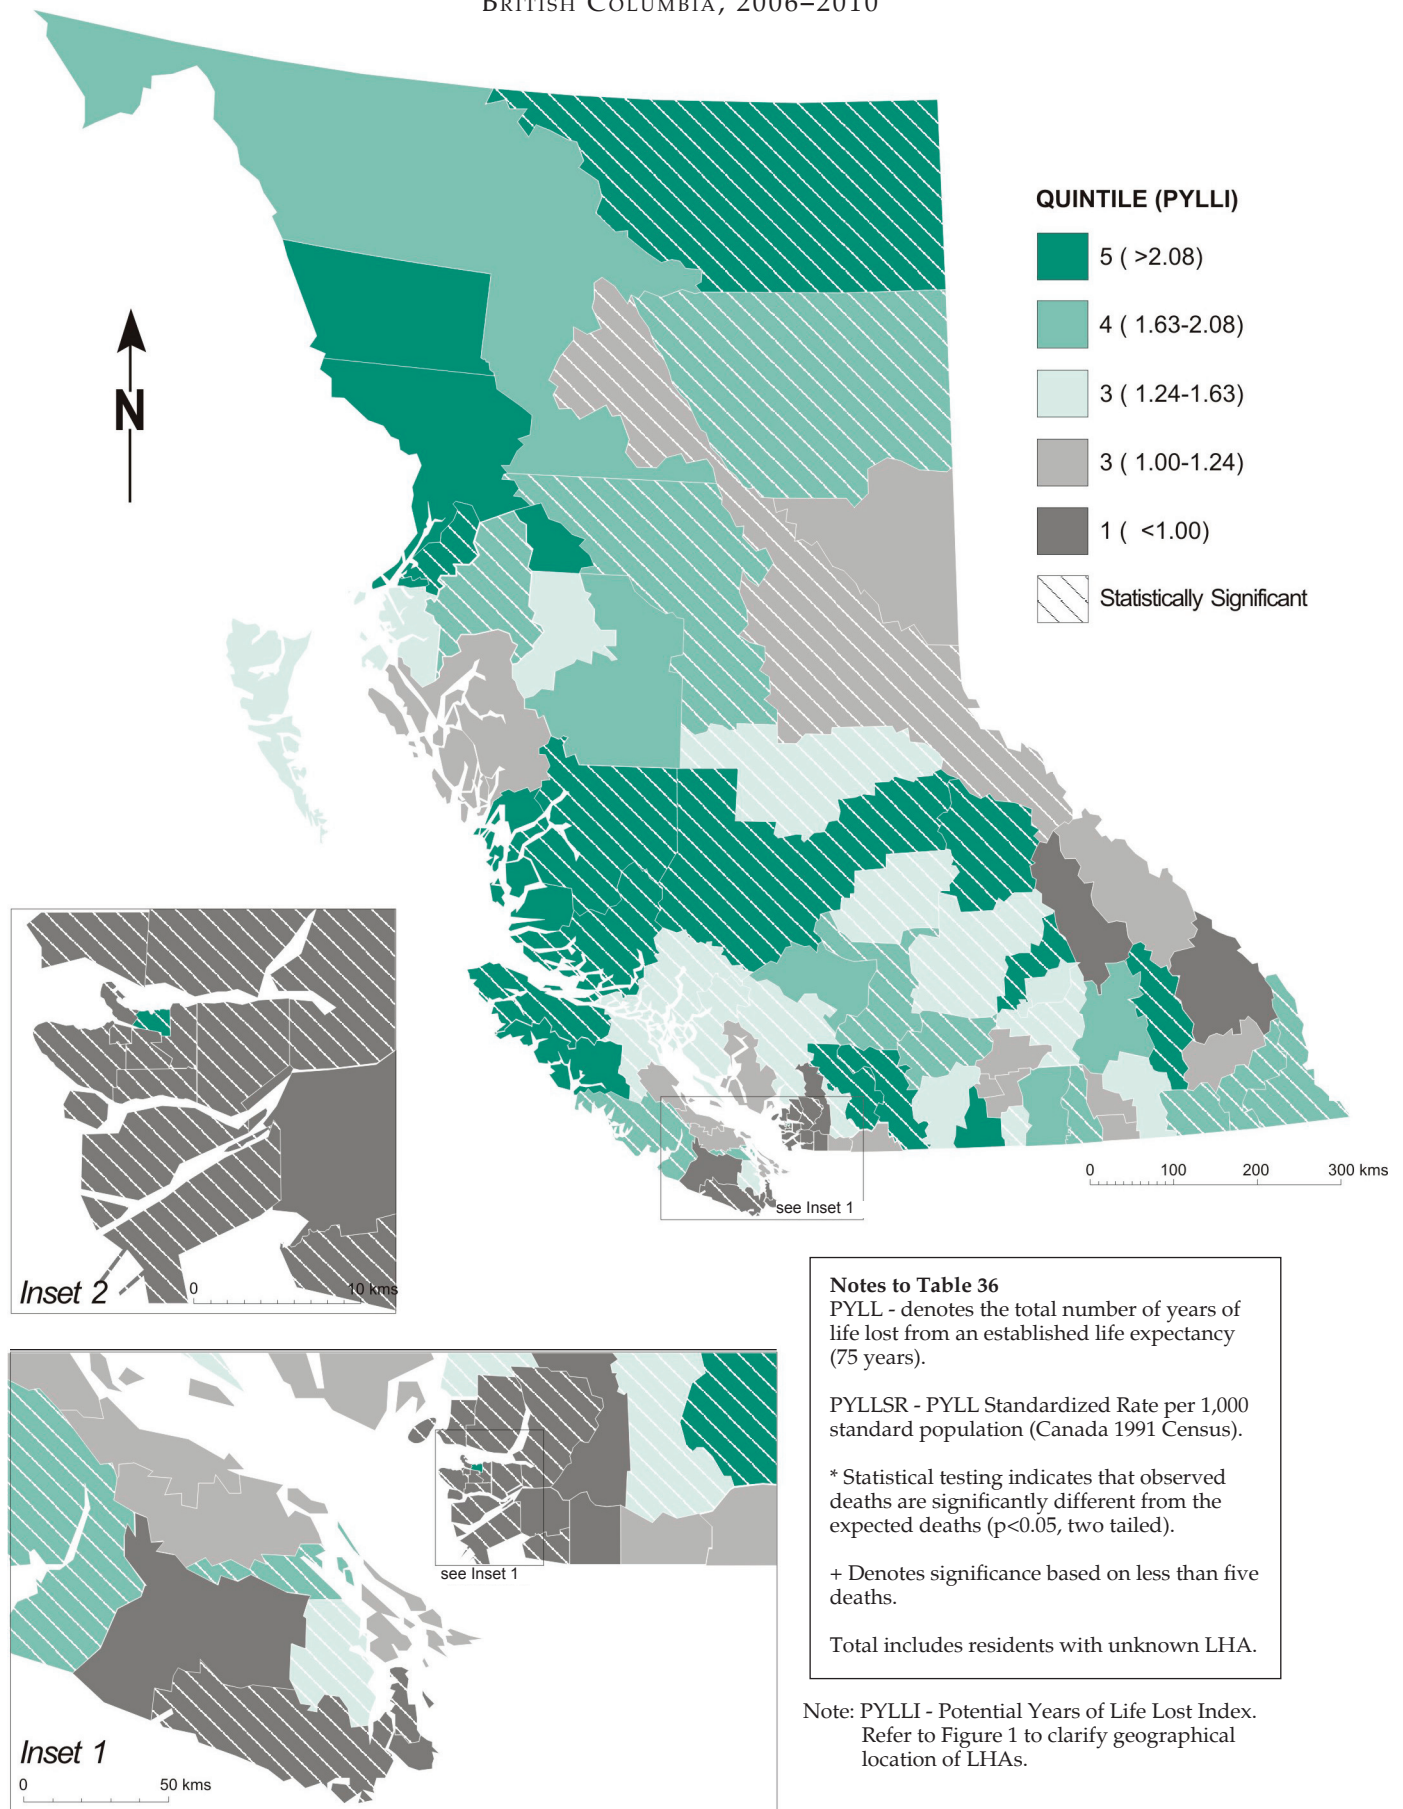 BRITISH COLUMBIA, 2006–2010
N
QUINTILE (PYLLI)
5 ( >2.08)
4 ( 1.63-2.08)
3 ( 1.24-1.63)
3 ( 1.00-1.24)
1 ( <1.00)
Statistically Significant
0 100 200 300 kms
see Inset 1
Inset 2
0 10 kms
see Inset 1
Inset 1
0 50 kms
Notes to Table 36
PYLL - denotes the total number of years of
life lost from an established life expectancy
(75 years).
PYLLSR - PYLL Standardized Rate per 1,000
standard population (Canada 1991 Census).
* Statistical testing indicates that observed
deaths are significantly different from the
expected deaths (p<0.05, two tailed).
+ Denotes significance based on less than five
deaths.
Total includes residents with unknown LHA.
Note: PYLLI - Potential Years of Life Lost Index.
Refer to Figure 1 to clarify geographical
location of LHAs.